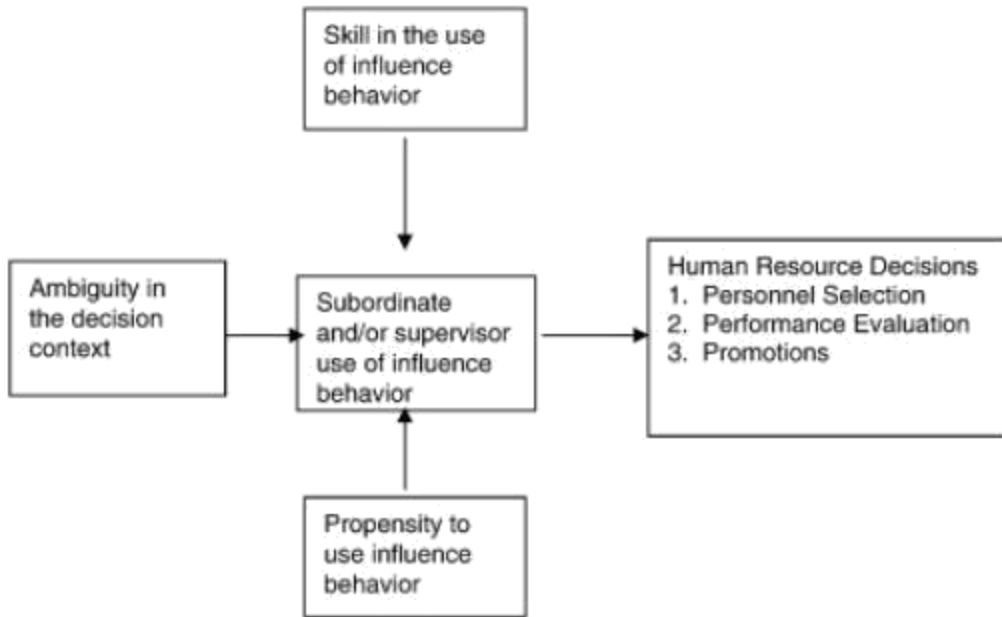 Skill in the use
of influence
behavior
Ambiguity in
the decision
context
Subordinate
and/or supervisor
use of influence
behavior
Human Resource Decisions
1. Personnel Selection
2. Performance Evaluation
3. Promotions
Propensity to
use influence
behavior